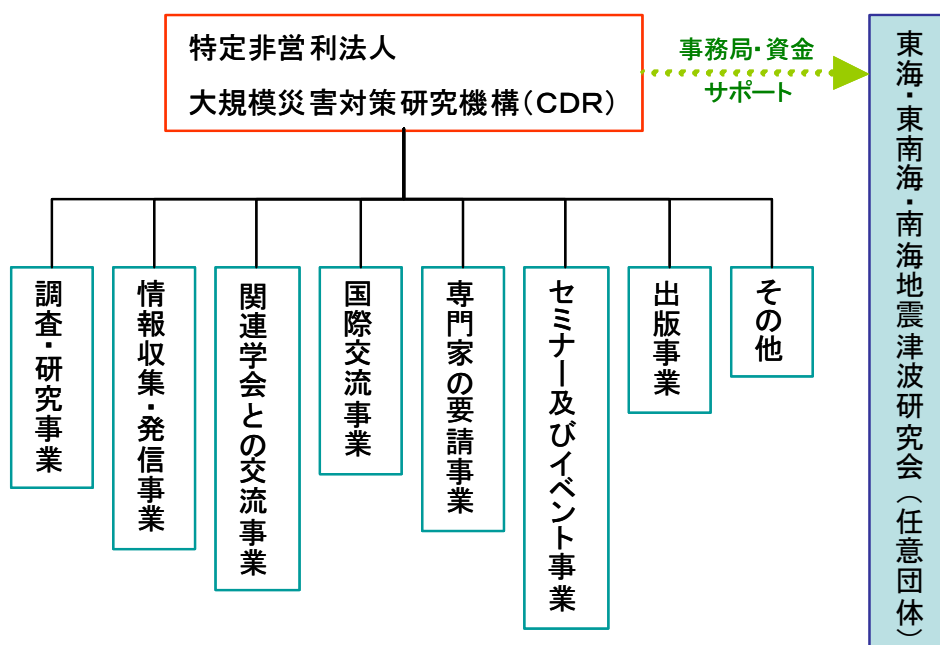 特定非営利法人
大規模災害対策研究機構(CDR)
事務局・資金
サポート
東海・東南海・南海地震津波研究会(任意団体)
調査・研究事業
情報収集・発信事業
関連学会との交流事業
国際交流事業
専門家の要請事業
セミナー及びイベント事業
出版事業
その他